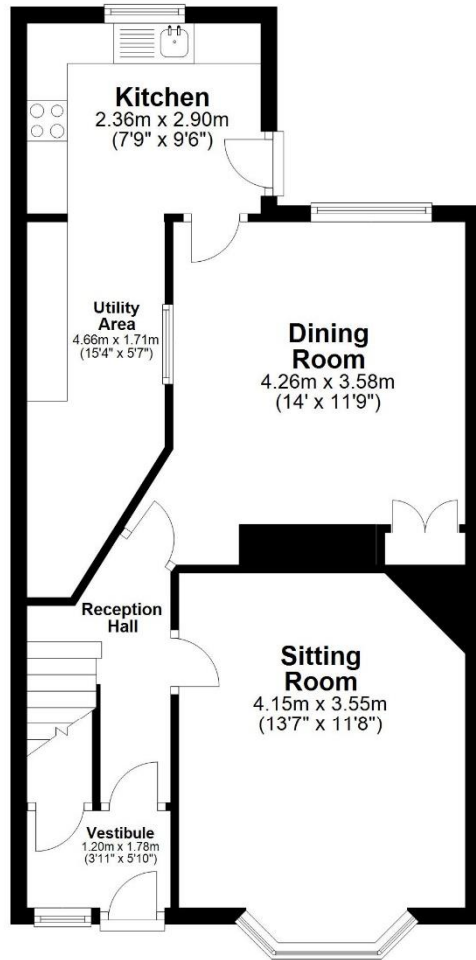 Kitchen
2.36m x 2.90m
(7'9" x 9'6")
Utility
Area
4.66m x 1.71m
(15'4" x 5'7")
Dining
Room
4.26m x 3.58m
(14' x 11'9")
Reception
Hall
Sitting
Room
4.15m x 3.55m
(13'7" x 11'8")
Vestibule
1.20m x 1.78m
(3'11" x 5'10")